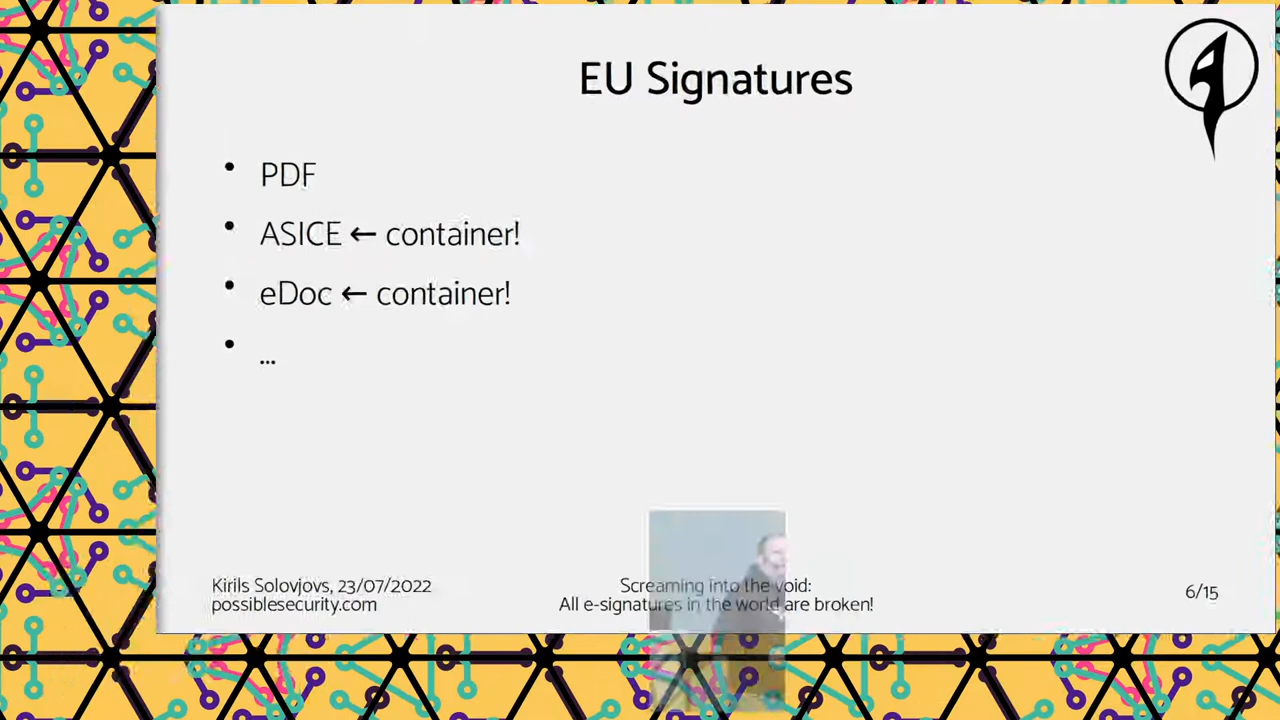 EU Signatures
• PDF
• ASICE ← container!
• eDoc ← container!
• ...
Kirils Solovjovs, 23/07/2022
possiblesecurity.com
Screaming into the void:
All e-signatures in the world are broken!
6/15